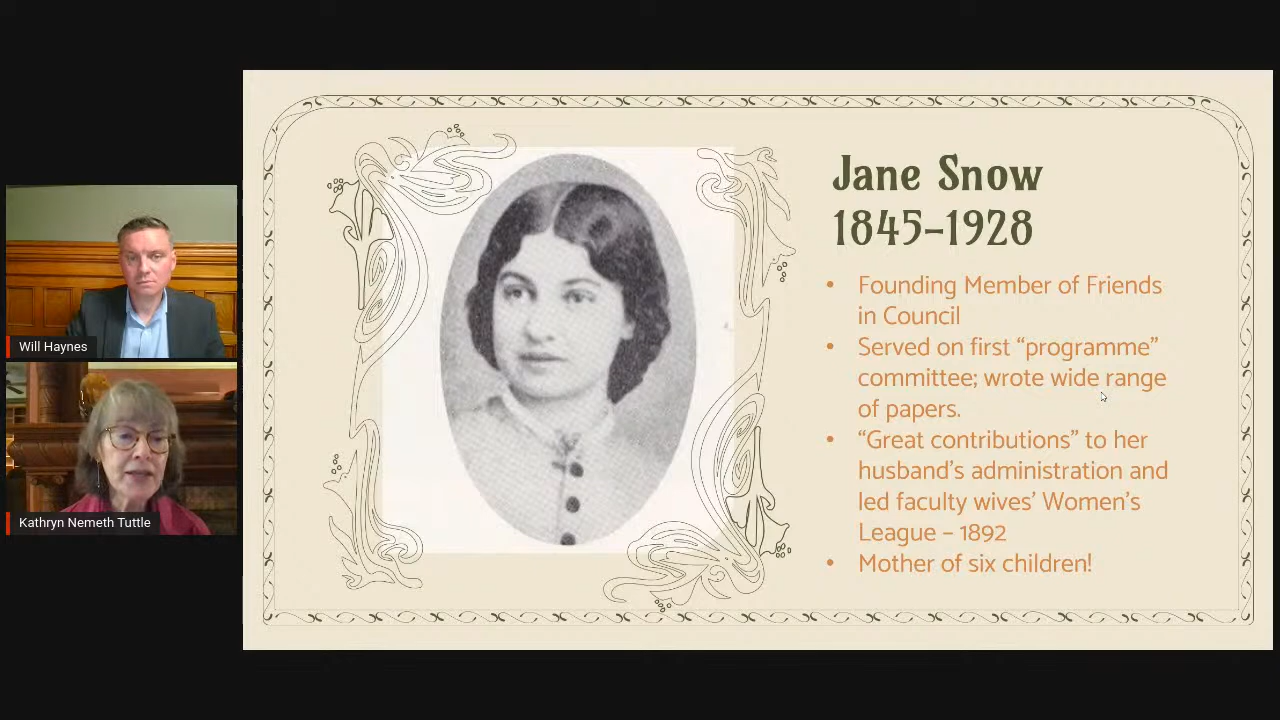 Will Haynes
Kathryn Nemeth Tuttle
Jane Snow
1845–1928
• Founding Member of Friends
in Council
• Served on first “programme”
committee; wrote wide range
of papers.
• “Great contributions” to her
husband’s administration and
led faculty wives’ Women’s
League – 1892
• Mother of six children!